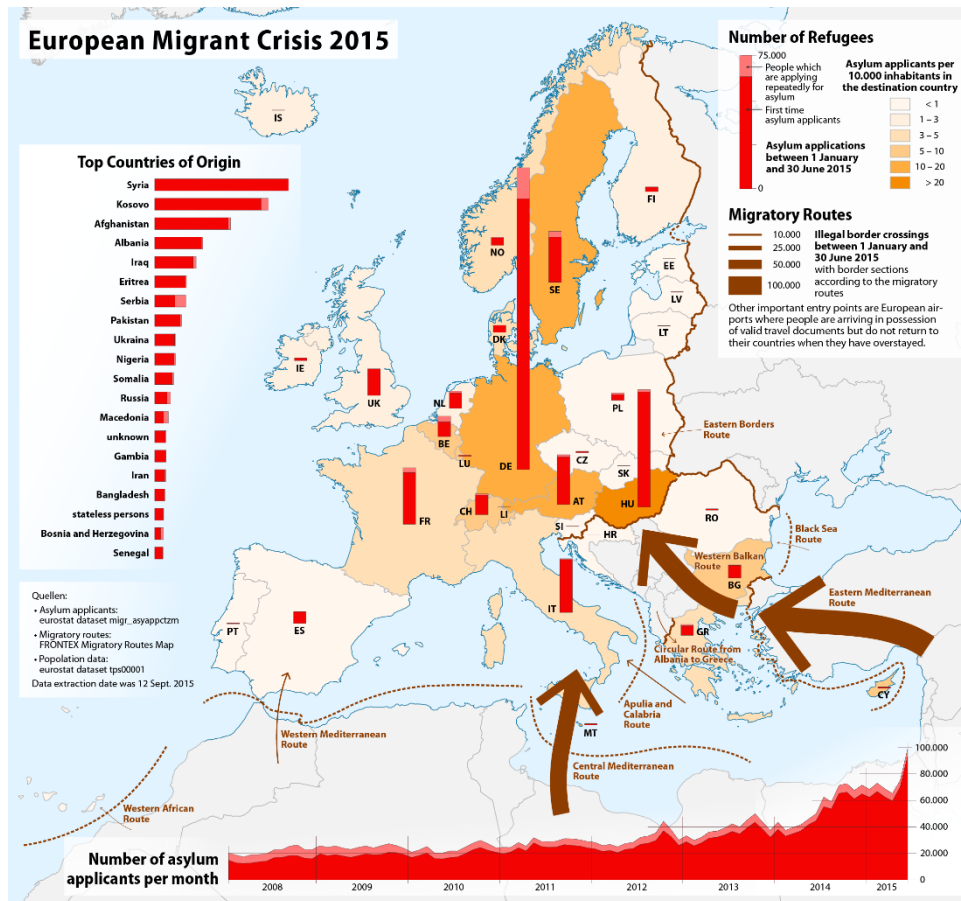 European Migrant Crisis 2015
Number of Refugees
75.000
People which
are applying
repeatedly for
asylum
First time
asylum applicants
Asylum applications
between 1 January
and 30 June 2015
0
Asylum applicants per
10.000 inhabitants in
the destination country
< 1
1 – 3
3 – 5
5 – 10
10 – 20
> 20
Migratory Routes
10.000
25.000
50.000
100.000
Illegal border crossings
between 1 January and
30 June 2015
with border sections
according to the migratory
routes
Other important entry points are European air-
ports where people are arriving in possession
of valid travel documents but do not return to
their countries when they have overstayed.
Top Countries of Origin
Syria
Kosovo
Afghanistan
Albania
Iraq
Eritrea
Serbia
Pakistan
Ukraina
Nigeria
Somalia
Russia
Macedonia
unknown
Gambia
Iran
Bangladesh
stateless persons
Bosnia and Herzegovina
Senegal
Quellen:
• Asylum applicants:
eurostat dataset migr_asyappctzm
• Migratory routes:
FRONTEX Migratory Routes Map
• Popolation data:
eurostat dataset tps00001
Data extraction date was 12 Sept. 2015
IS
FI
NO
SE
EE
LV
LT
DK
IE
UK
NL
PL
BE
LU
DE
CZ
SK
FR
CH
LI
AT
HU
SI
HR
RO
BG
IT
PT
ES
GR
MT
CY
Eastern Borders
Route
Black Sea
Route
Western Balkan
Route
Eastern Mediterranean
Route
Circular Route from
Albania to Greece
Apulia and
Calabria
Route
Central Mediterranean
Route
Western Mediterranean
Route
Western African
Route
Number of asylum
applicants per month
100.000
80.000
60.000
40.000
20.000
0
2008
2009
2010
2011
2012
2013
2014
2015